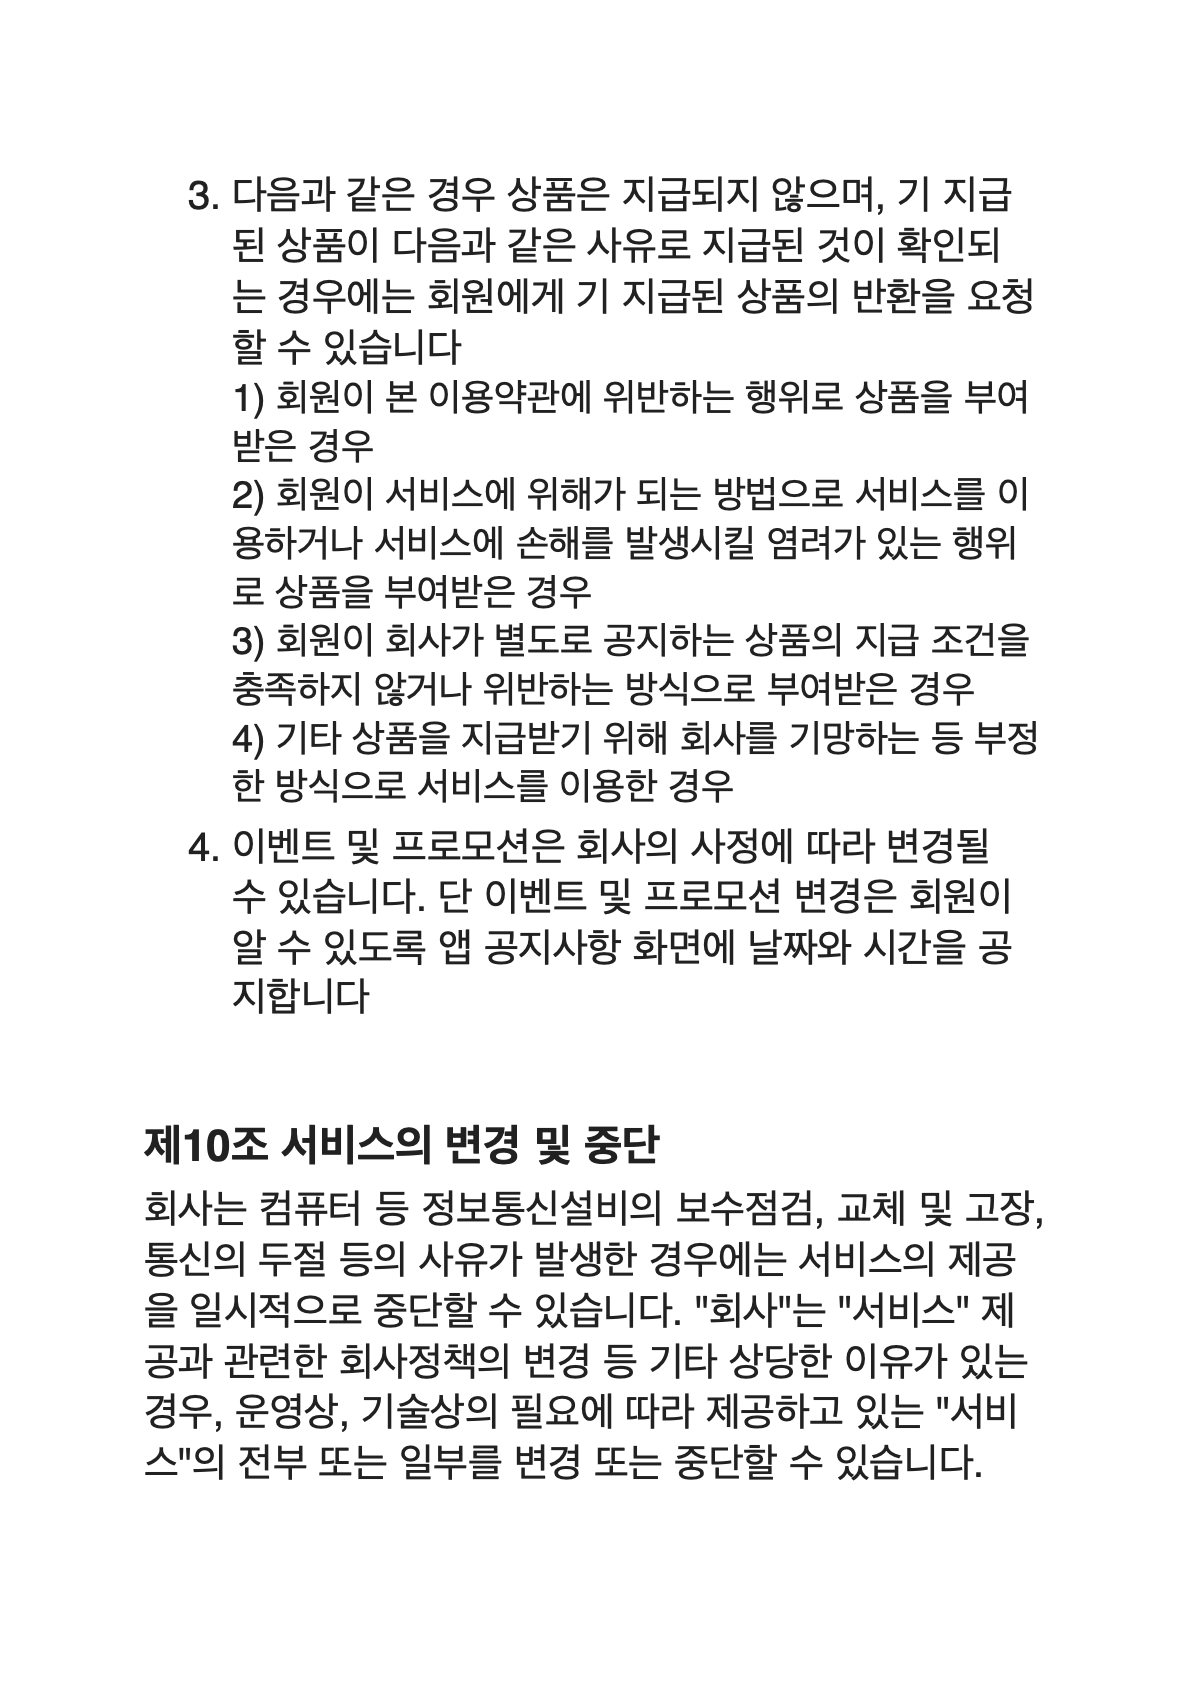 3. 다음과 같은 경우 상품은 지급되지 않으며, 기 지급
된 상품이 다음과 같은 사유로 지급된 것이 확인되
는 경우에는 회원에게 기 지급된 상품의 반환을 요청
할 수 있습니다
1) 회원이 본 이용약관에 위반하는 행위로 상품을 부여
받은 경우
2) 회원이 서비스에 위해가 되는 방법으로 서비스를 이
용하거나 서비스에 손해를 발생시킬 염려가 있는 행위
로 상품을 부여받은 경우
3) 회원이 회사가 별도로 공지하는 상품의 지급 조건을
충족하지 않거나 위반하는 방식으로 부여받은 경우
4) 기타 상품을 지급받기 위해 회사를 기망하는 등 부정
한 방식으로 서비스를 이용한 경우
4. 이벤트 및 프로모션은 회사의 사정에 따라 변경될
수 있습니다. 단 이벤트 및 프로모션 변경은 회원이
알 수 있도록 앱 공지사항 화면에 날짜와 시간을 공
지합니다
제10조 서비스의 변경 및 중단
회사는 컴퓨터 등 정보통신설비의 보수점검, 교체 및 고장,
통신의 두절 등의 사유가 발생한 경우에는 서비스의 제공
을 일시적으로 중단할 수 있습니다. "회사"는 "서비스" 제
공과 관련한 회사정책의 변경 등 기타 상당한 이유가 있는
경우, 운영상, 기술상의 필요에 따라 제공하고 있는 "서비
스"의 전부 또는 일부를 변경 또는 중단할 수 있습니다.